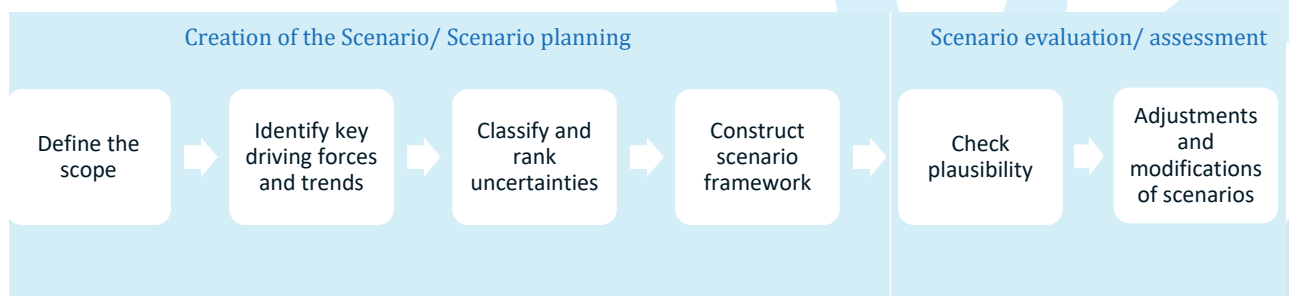 Creation of the Scenario/ Scenario planning
Scenario evaluation/ assessment
Define the
scope
Identify key
driving forces
and trends
Classify and
rank
uncertainties
Construct
scenario
framework
Check
plausibility
Adjustments
and
modifications
of scenarios